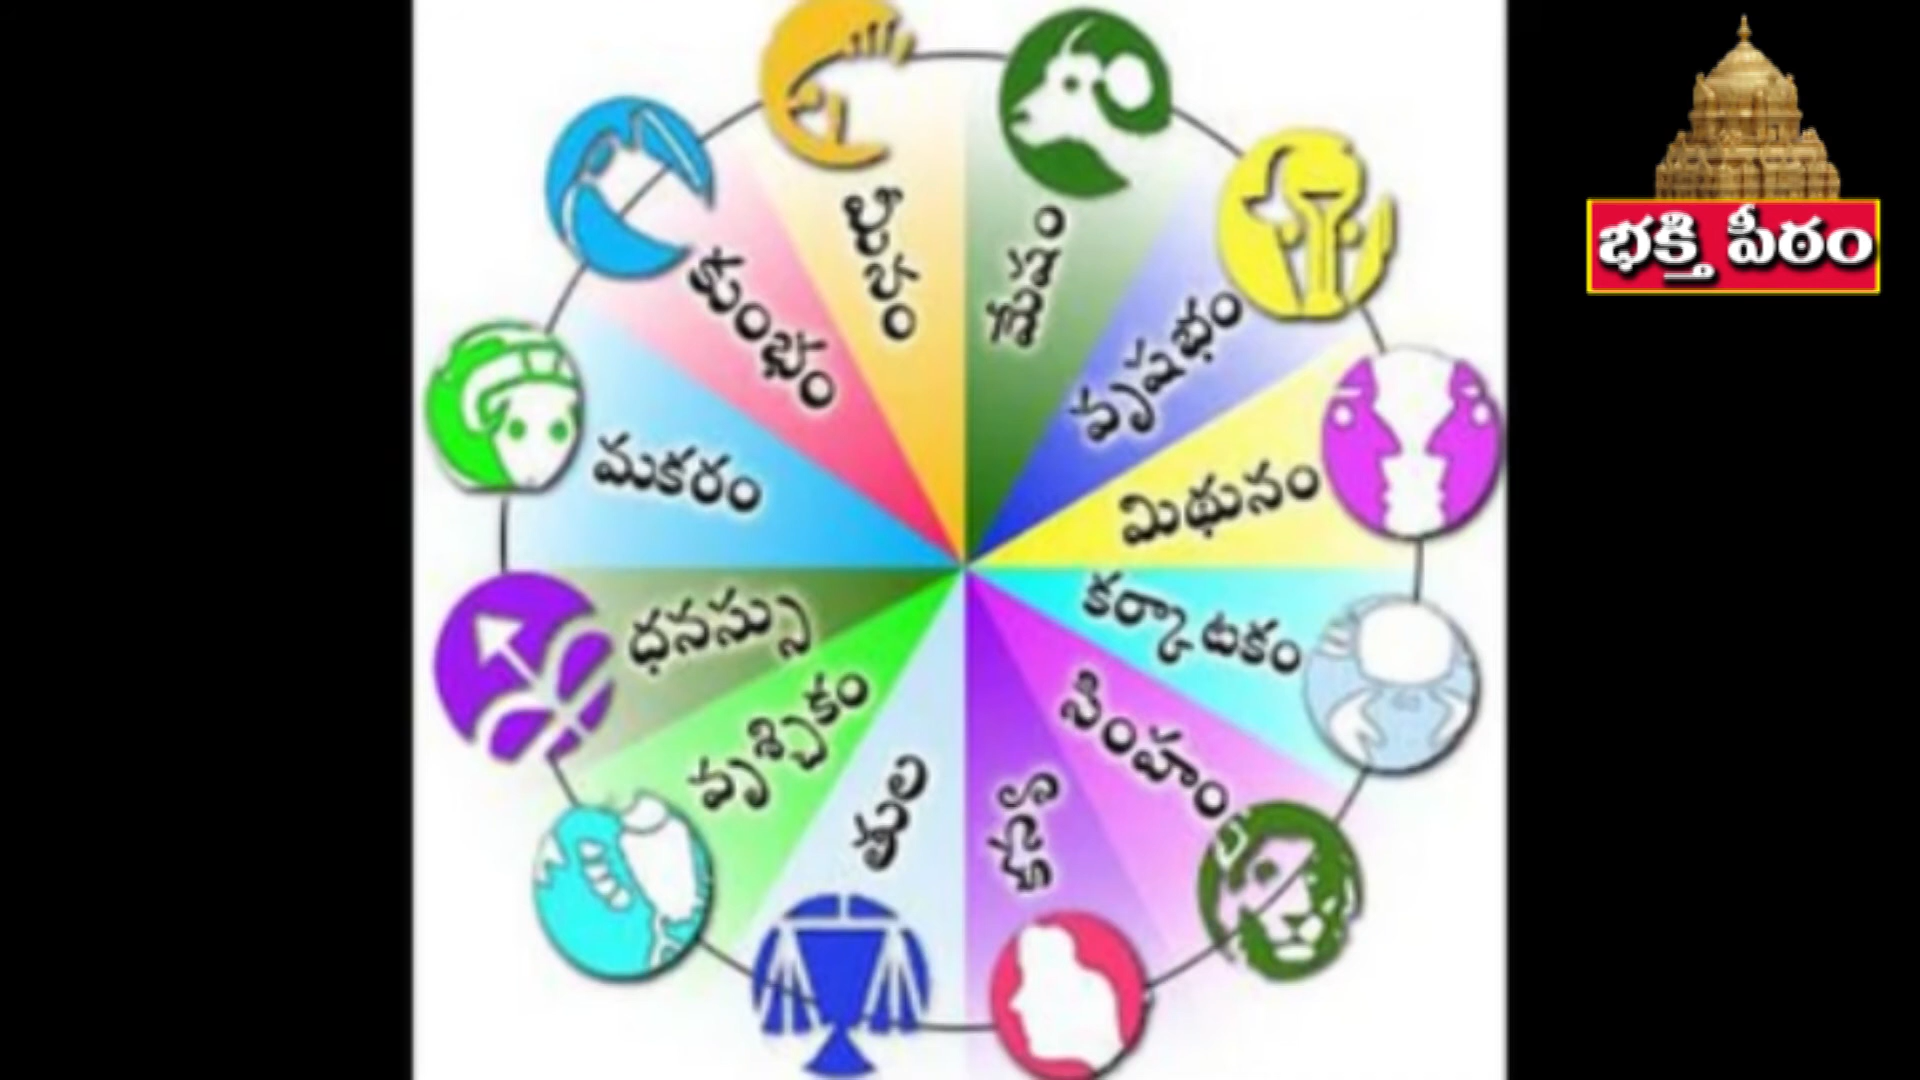 మేషం
వృషభం
మిథునం
కర్కాటకం
సింహం
కన్య
తుల
వృశ్చికం
ధనస్సు
మకరం
కుంభం
భక్తి పీఠం